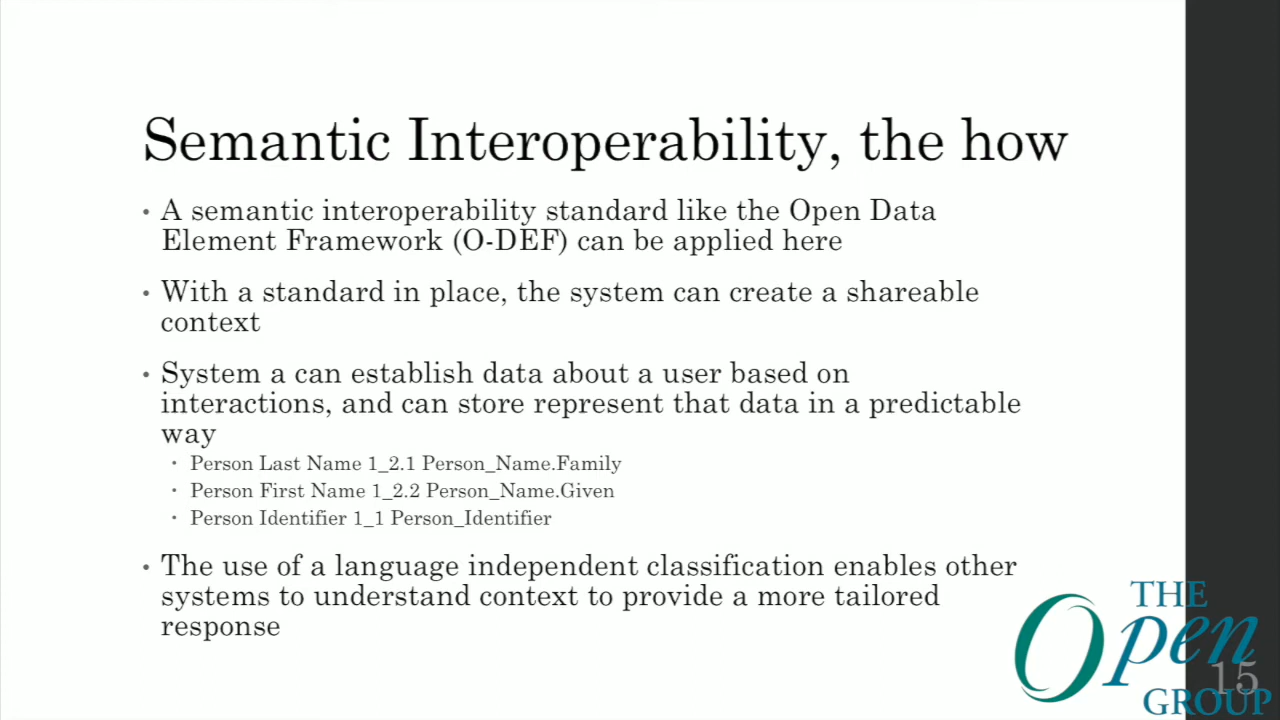 Semantic Interoperability, the how
• A semantic interoperability standard like the Open Data
Element Framework (O-DEF) can be applied here
• With a standard in place, the system can create a shareable
context
• System a can establish data about a user based on
interactions, and can store represent that data in a predictable
way
• Person Last Name 1_2.1 Person_Name.Family
• Person First Name 1_2.2 Person_Name.Given
• Person Identifier 1_1 Person_Identifier
• The use of a language independent classification enables other
systems to understand context to provide a more tailored
response
THE
Open
GROUP
15